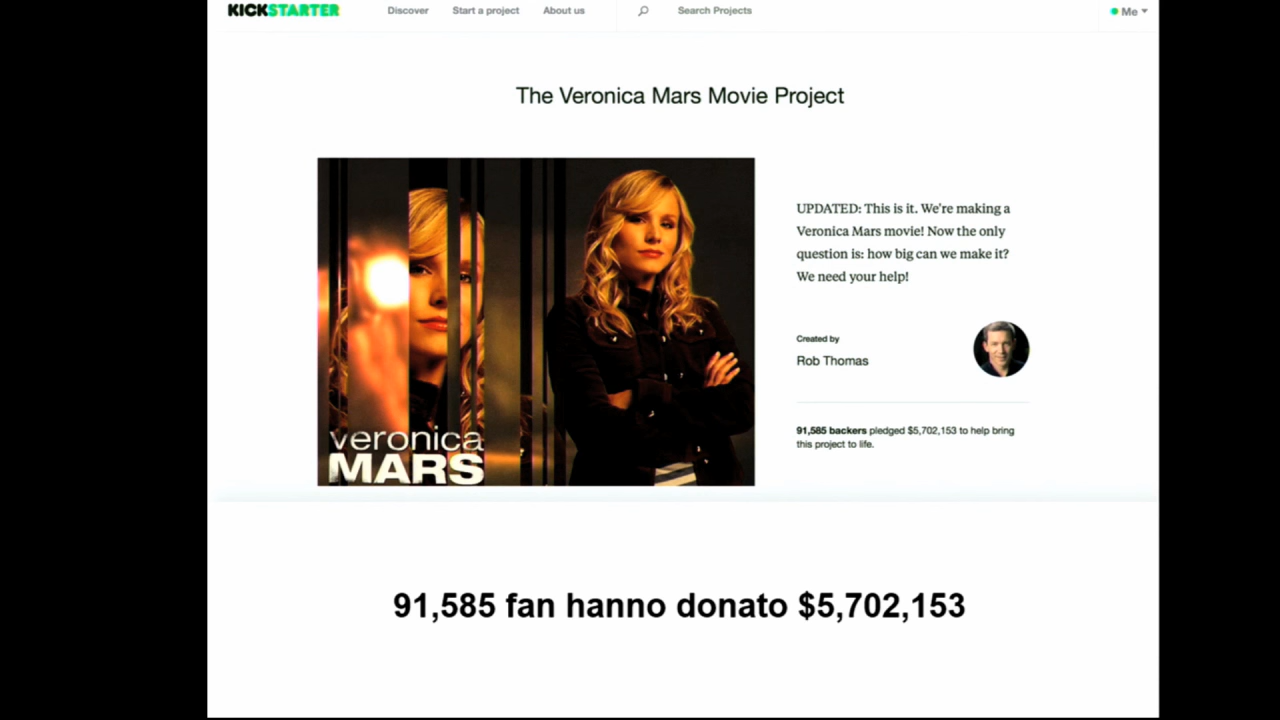 KICKSTARTER Discover Start a project About us Search Projects Me
The Veronica Mars Movie Project
UPDATED: This is it. We're making a
Veronica Mars movie! Now the only
question is: how big can we make it?
We need your help!
Created by
Rob Thomas
91,585 backers pledged $5,702,153 to help bring
this project to life.
veronica
MARS
91,585 fan hanno donato $5,702,153